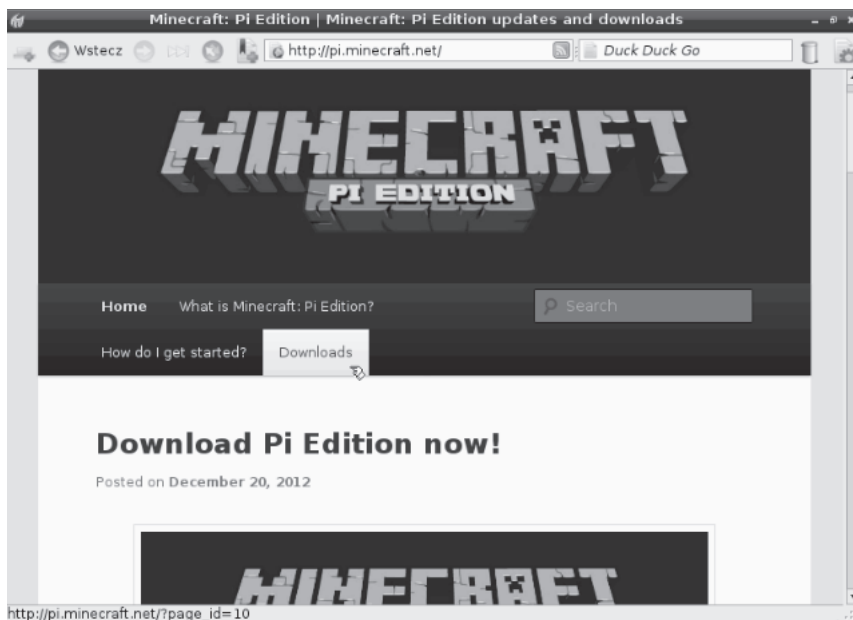 Minecraft: Pi Edition | Minecraft: Pi Edition updates and downloads
Wstecz
http://pi.minecraft.net/
Duck Duck Go
MINECRAFT
PI EDITION
Home
What is Minecraft: Pi Edition?
Search
How do I get started?
Downloads
Download Pi Edition now!
Posted on December 20, 2012
MINECRAFT
http://pi.minecraft.net/?page_id=10